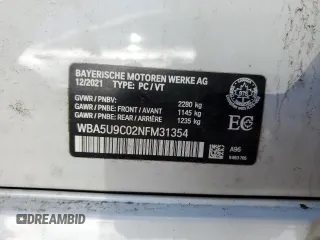 BAYERISCHE MOTOREN WERKE AG
12/2021 TYPE: PC/VT
GVWR / PNBV: 2280 kg
GAWR / PNBE: FRONT / AVANT 1145 kg
GAWR / PNBE: REAR / ARRIÈRE 1235 kg
WBA5U9C02NFM31354
EC
A96
DREAMBID